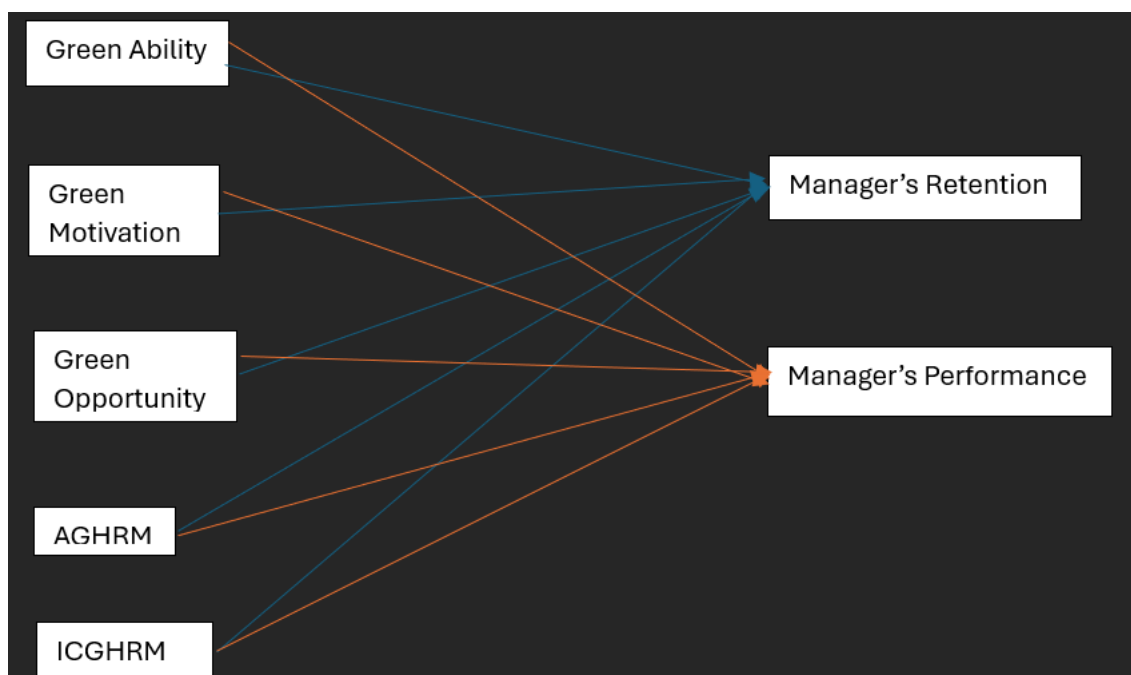 Green Ability
Green
Motivation
Manager’s Retention
Green
Opportunity
Manager’s Performance
AGHRM
ICGHRM